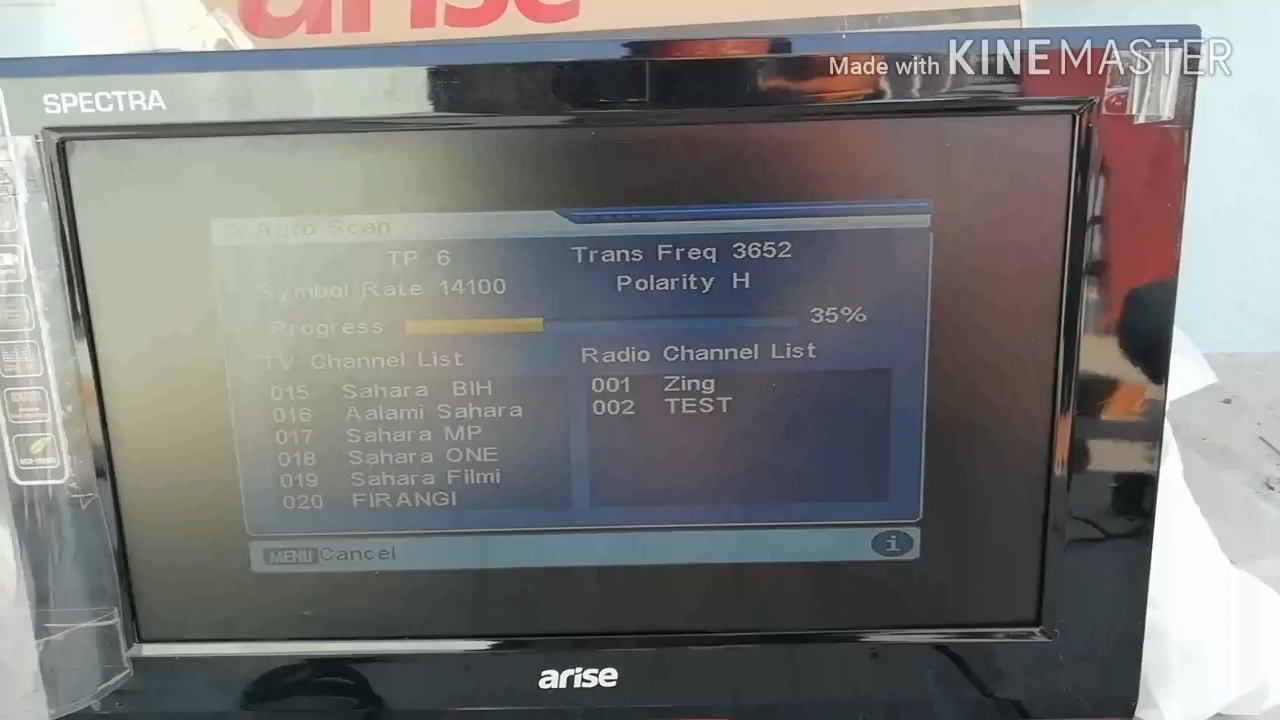 arise
Made with KINEMASTER
SPECTRA
Auto Scan
TP 6 Trans Freq 3652
Symbol Rate 14100 Polarity H
Progress 35%
TV Channel List Radio Channel List
015 Sahara BIH 001 Zing
016 Aalami Sahara 002 TEST
017 Sahara MP
018 Sahara ONE
019 Sahara Filmi
020 FIRANGI
MENU Cancel i
arise